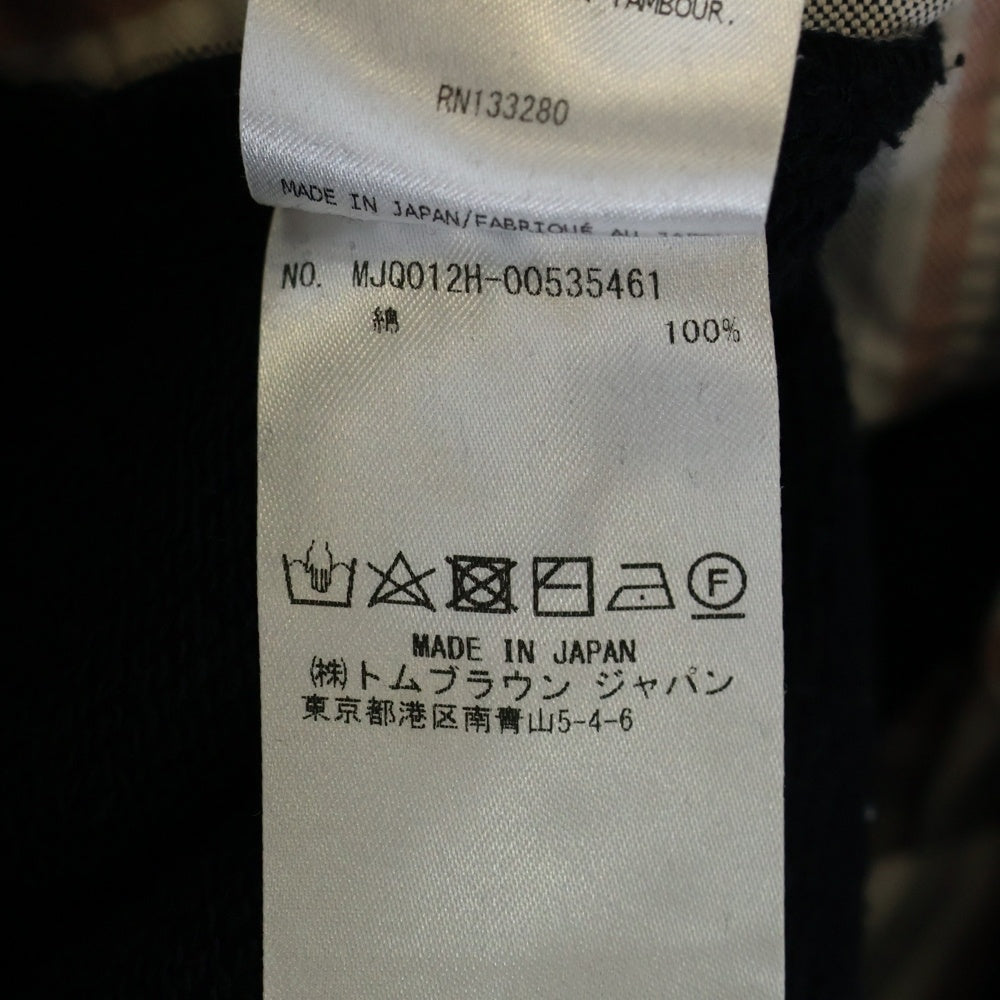 TAMBOUR.
RN133280
MADE IN JAPAN/FABRIQUÉ AU
NO. MJQ012H-00535461
綿 100%
F
MADE IN JAPAN
(株)トムブラウン ジャパン
東京都港区南青山5-4-6